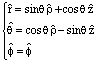 r̂ = sinθ ρ̂ + cosθ ẑ
θ̂ = cosθ ρ̂ − sinθ ẑ
ϕ̂ = ϕ̂